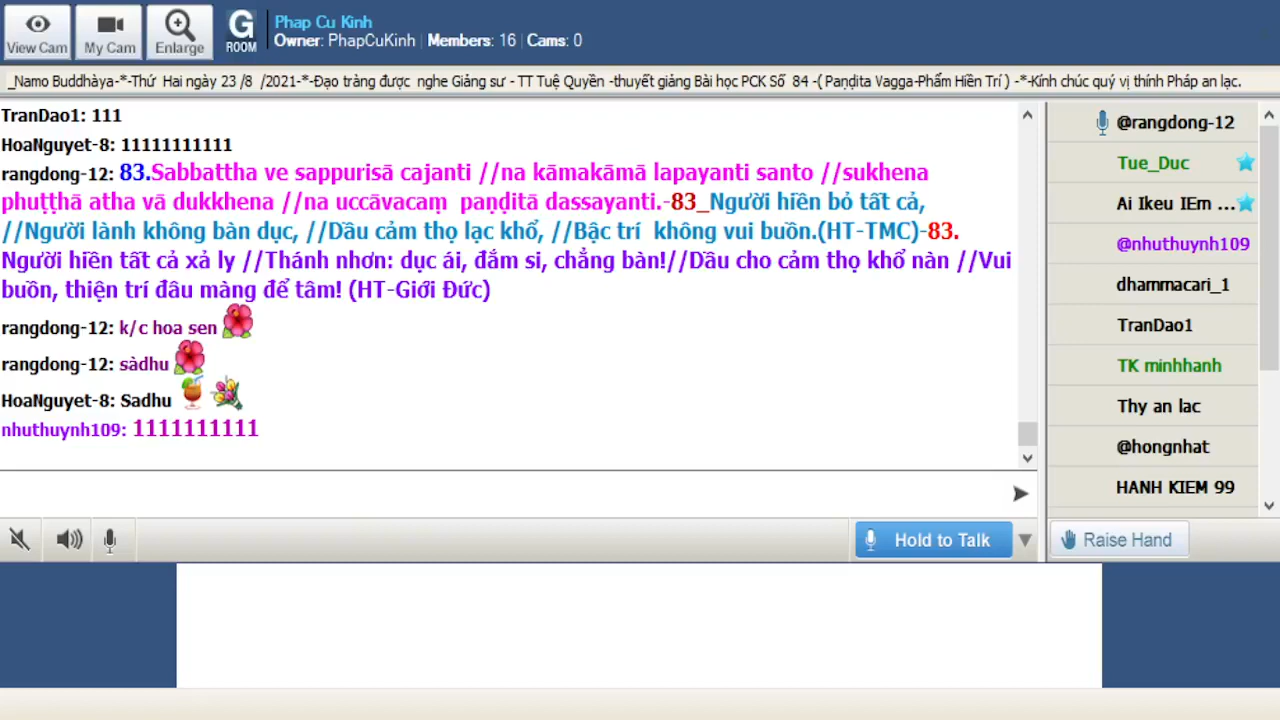 View Cam
My Cam
Enlarge
G
ROOM
Phap Cu Kinh
Owner: PhapCuKinh Members: 16 Cams: 0
_Namo Buddhàya-*-Thứ Hai ngày 23 /8 /2021-*-Đạo tràng được nghe Giảng sư - TT Tuệ Quyền -thuyết giảng Bài học PCK Số 84 -( Paṇḍita Vagga-Phẩm Hiền Trí ) -*-Kính chúc quý vị thính Pháp an lạc.
TranDao1: 111
HoaNguyet-8: 11111111111
rangdong-12: 83.Sabbattha ve sappurisā cajanti //na kāmakāmā lapayanti santo //sukhena
phuṭṭhā atha vā dukkhena //na uccāvacaṃ paṇḍitā dassayanti.-83_Người hiền bỏ tất cả,
//Người lành không bàn dục, //Dầu cảm thọ lạc khổ, //Bậc trí không vui buồn.(HT-TMC)-83.
Người hiền tất cả xả ly //Thánh nhơn: dục ái, đắm si, chẳng bàn!//Dầu cho cảm thọ khổ nàn //Vui
buồn, thiện trí đâu màng để tâm! (HT-Giới Đức)
rangdong-12: k/c hoa sen
rangdong-12: sàdhu
HoaNguyet-8: Sadhu
nhuthuynh109: 1111111111
@rangdong-12
Tue_Duc
Ai Ikeu IEm ...
@nhuthuynh109
dhammacari_1
TranDao1
TK minhhanh
Thy an lac
@hongnhat
HANH KIEM 99
Hold to Talk
Raise Hand